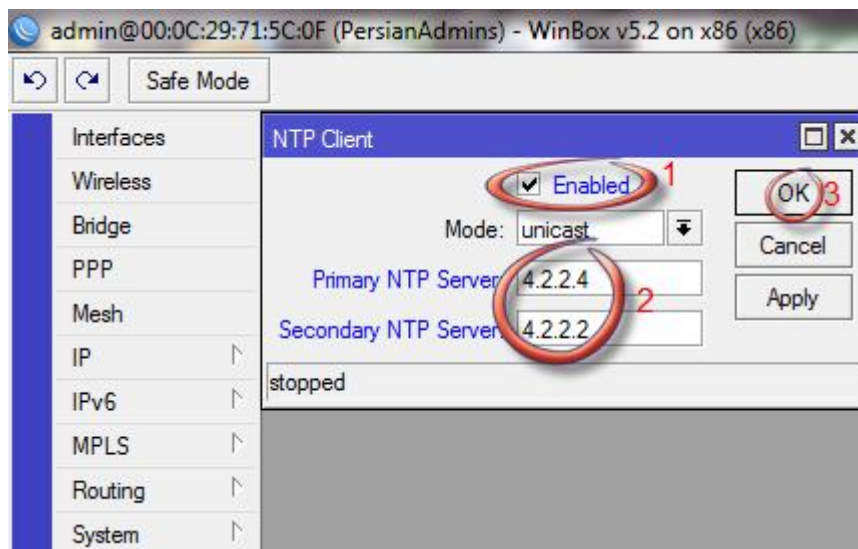 admin@00:0C:29:71:5C:0F (PersianAdmins) - WinBox v5.2 on x86 (x86)
Safe Mode
Interfaces
Wireless
Bridge
PPP
Mesh
IP
IPv6
MPLS
Routing
System
NTP Client
Enabled 1
Mode: unicast
Primary NTP Server: 4.2.2.4
2
Secondary NTP Server: 4.2.2.2
stopped
OK 3
Cancel
Apply